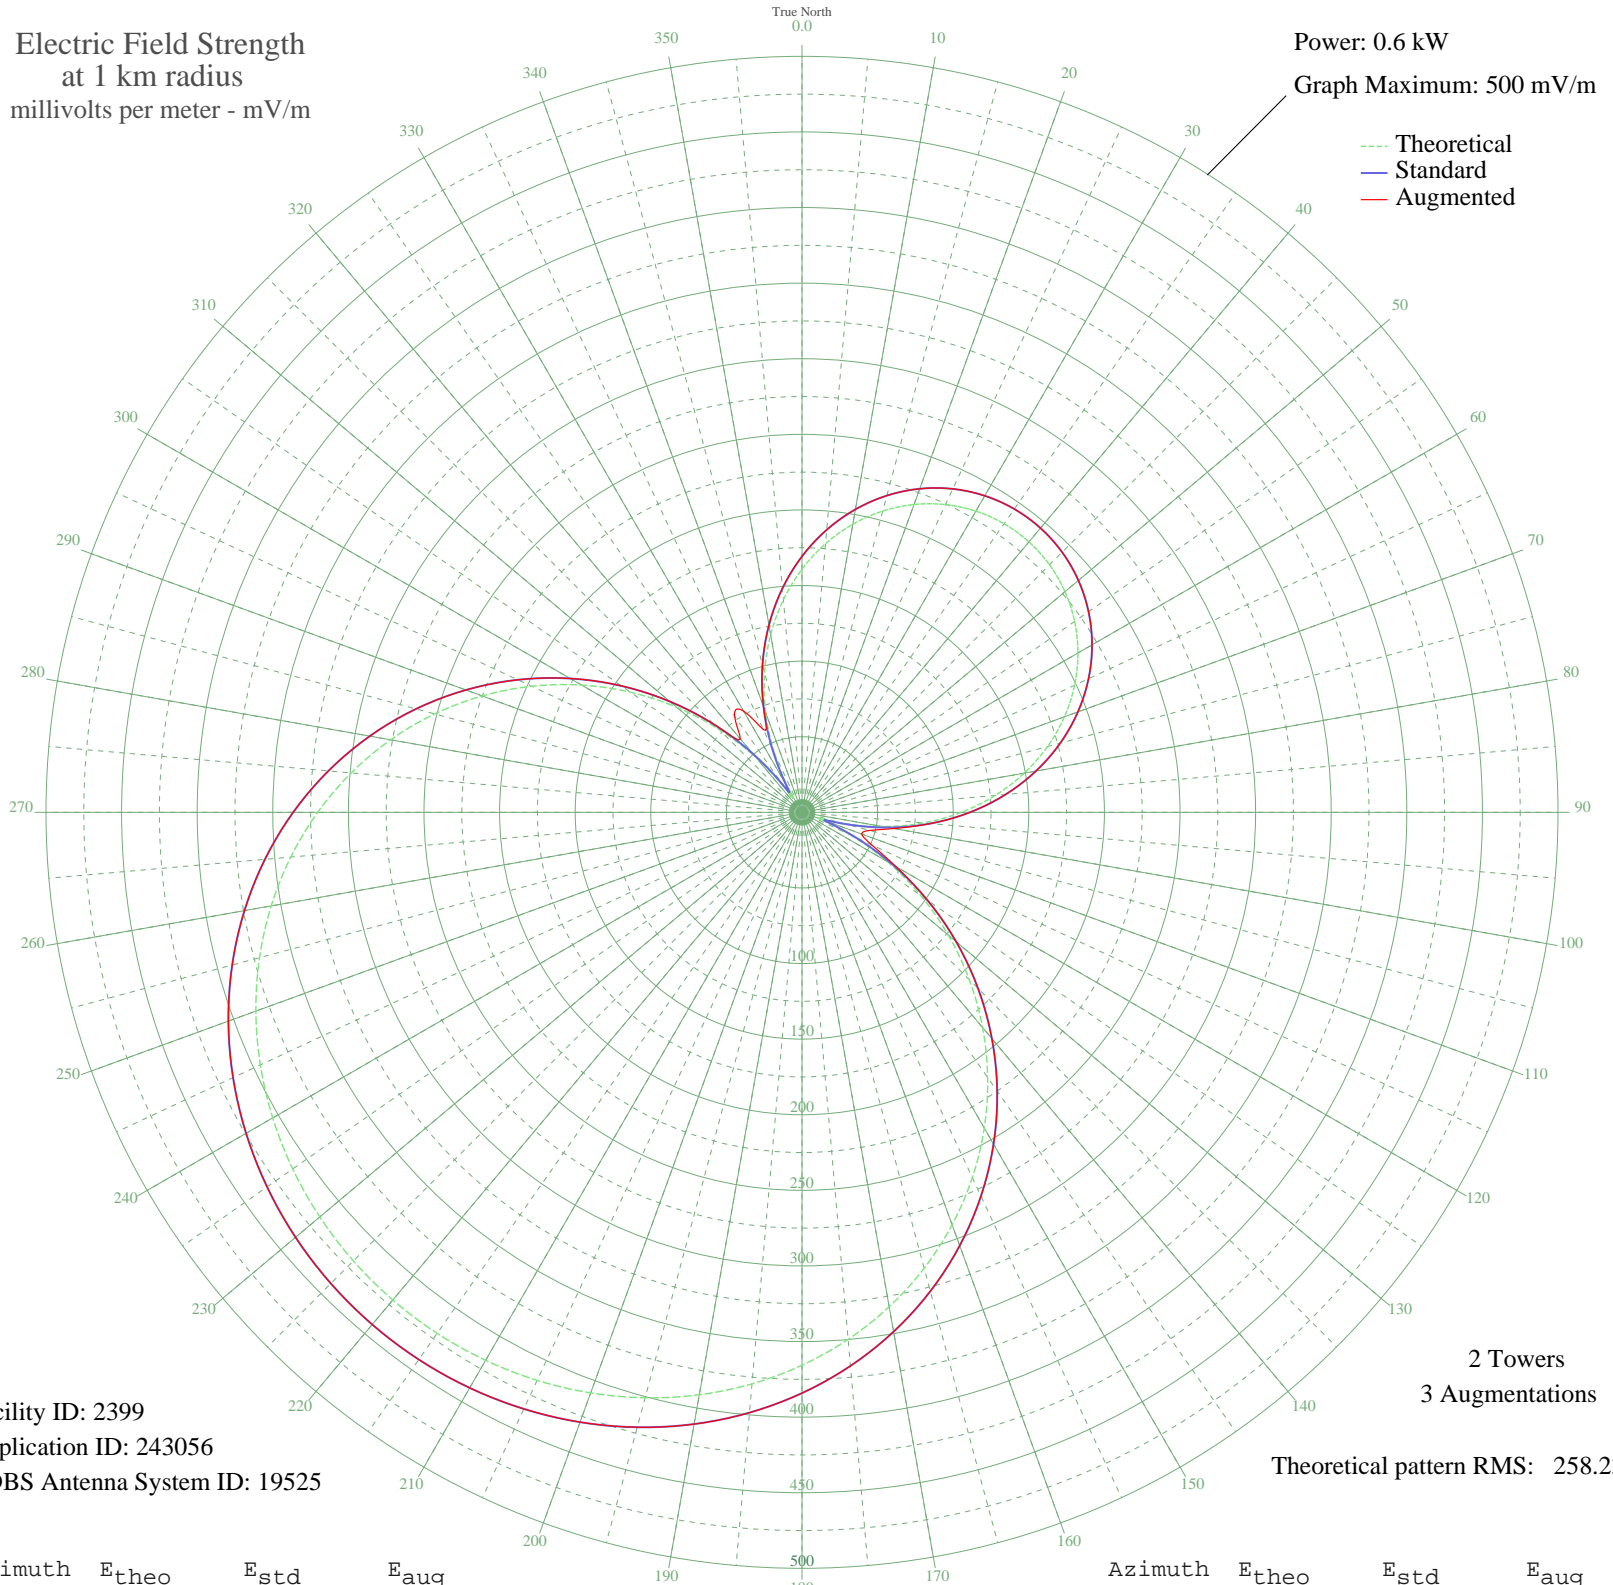 True North
Electric Field Strength
at 1 km radius
millivolts per meter - mV/m
Power: 0.6 kW
Graph Maximum: 500 mV/m
Theoretical
Standard
Augmented
0.0
10
20
30
40
50
60
70
80
90
100
110
120
130
140
150
160
170
190
200
210
220
230
240
250
260
270
280
290
300
310
320
330
340
350
100
150
200
250
300
350
400
450
500
2 Towers
3 Augmentations
Theoretical pattern RMS: 258.2
cility ID: 2399
plication ID: 243056
DBS Antenna System ID: 19525
imuth Etheo Estd Eaug
Azimuth Etheo Estd Eaug